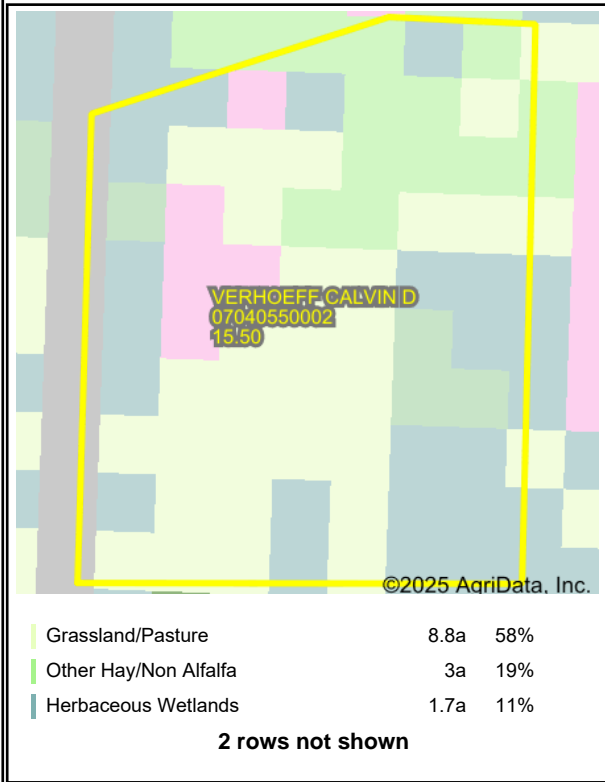 VERHOEFF CALVIN D
07040550002
15.50
©2025 AgriData, Inc.
Grassland/Pasture 8.8a 58%
Other Hay/Non Alfalfa 3a 19%
Herbaceous Wetlands 1.7a 11%
2 rows not shown